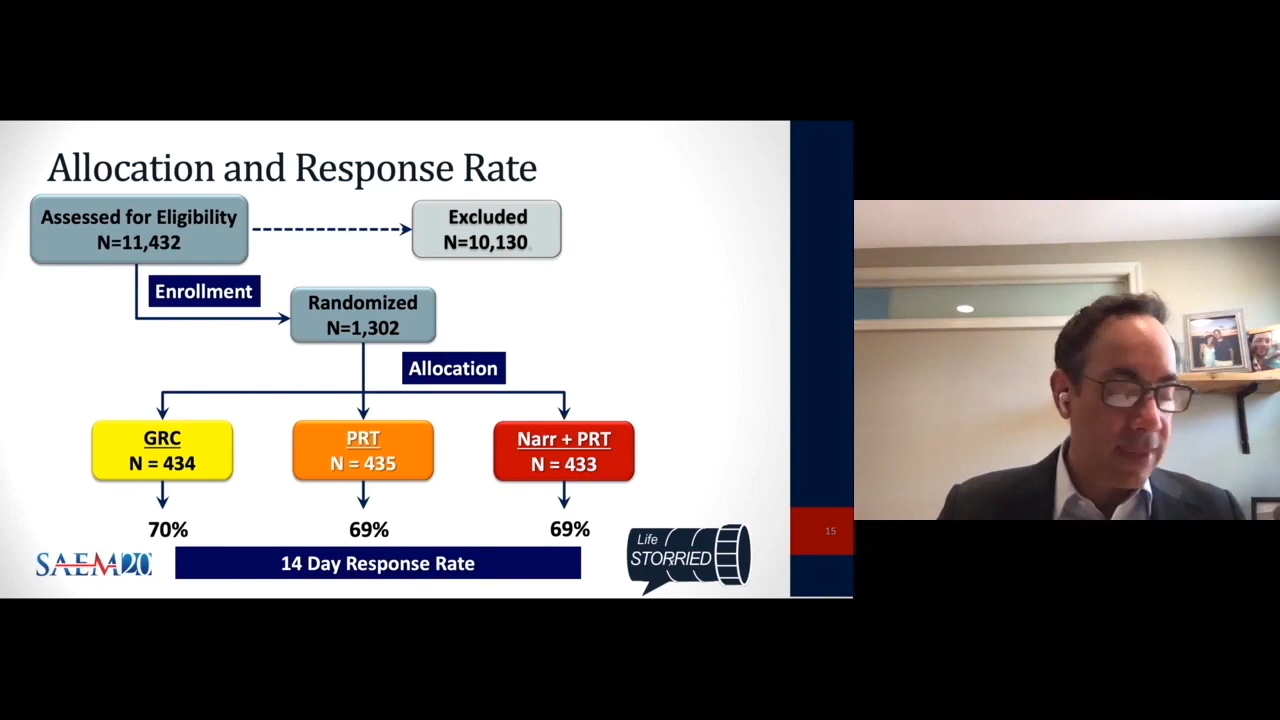 Allocation and Response Rate
Assessed for Eligibility
N=11,432
Excluded
N=10,130
Enrollment
Randomized
N=1,302
Allocation
GRC
N = 434
PRT
N = 435
Narr + PRT
N = 433
70%
69%
69%
14 Day Response Rate
SAEM20
Life
STORRIED
15